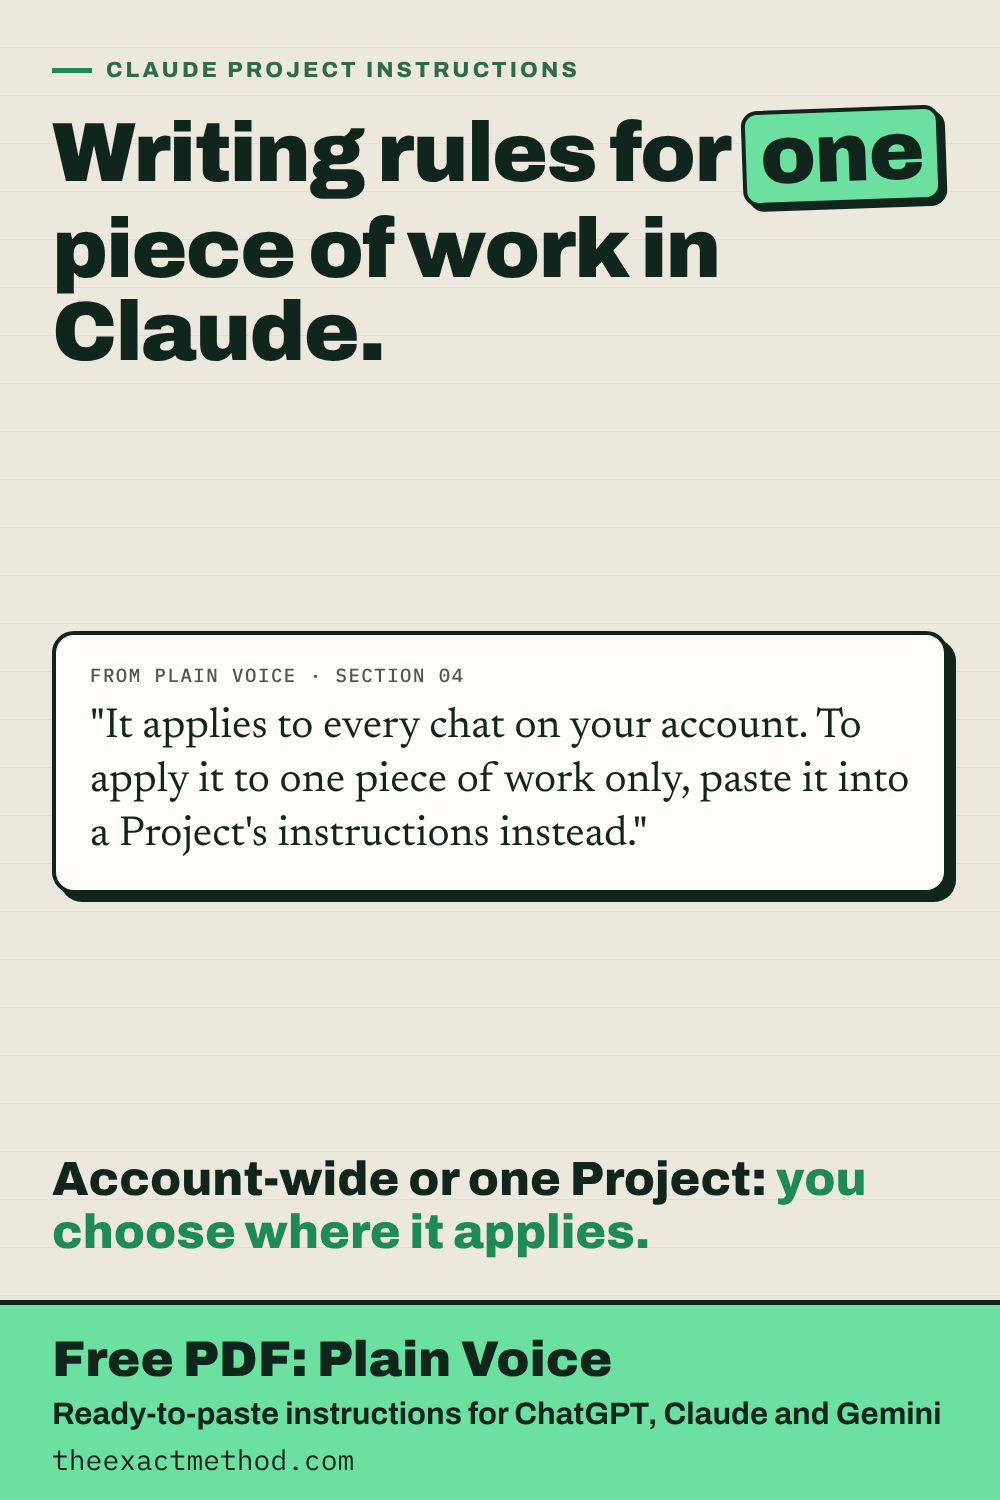 CLAUDE PROJECT INSTRUCTIONS
Writing rules for one
piece of work in
Claude.
FROM PLAIN VOICE · SECTION 04
"It applies to every chat on your account. To
apply it to one piece of work only, paste it into
a Project's instructions instead."
Account-wide or one Project: you
choose where it applies.
Free PDF: Plain Voice
Ready-to-paste instructions for ChatGPT, Claude and Gemini
theexactmethod.com